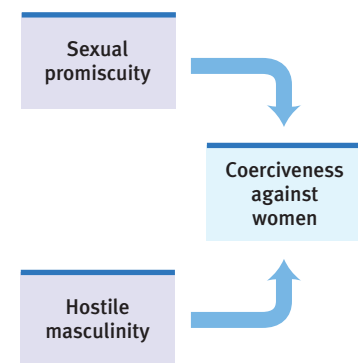 Sexual
promiscuity
Coerciveness
against
women
Hostile
masculinity